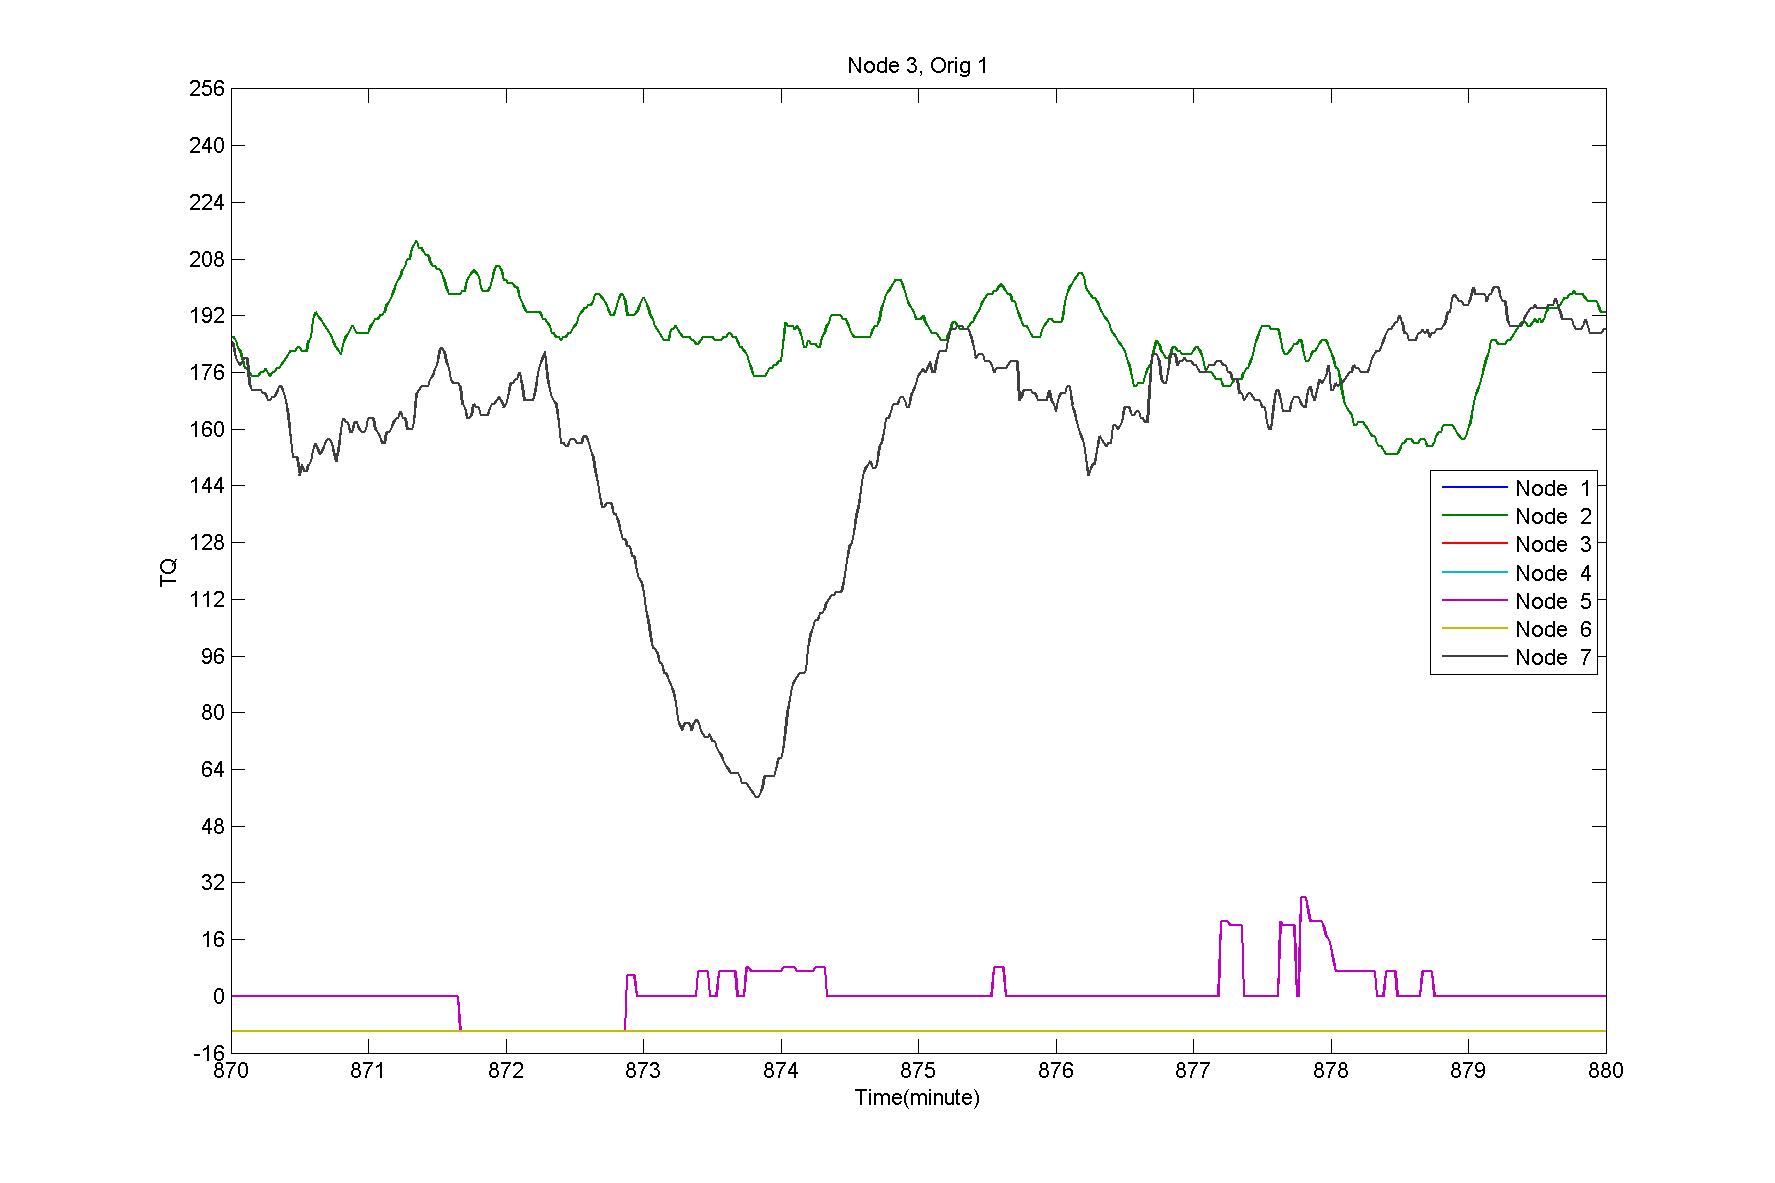 Node 3, Orig 1
256
240
224
208
192
176
160
144
128
112
96
80
64
48
32
16
0
-16
TQ
Node 1
Node 2
Node 3
Node 4
Node 5
Node 6
Node 7
870 871 872 873 874 875 876 877 878 879 880
Time(minute)